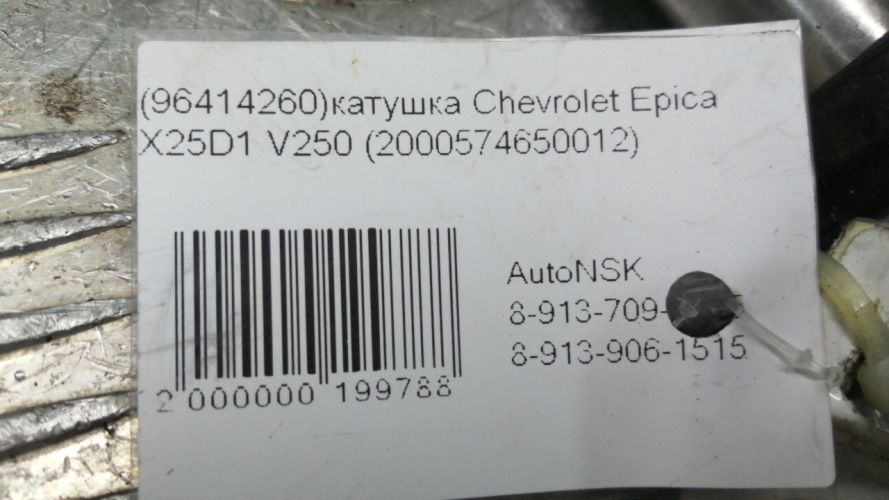 (96414260)катушка Chevrolet Epica
X25D1 V250 (2000574650012)
AutoNSK
8-913-709-
8-913-906-1515
2 000000 199788